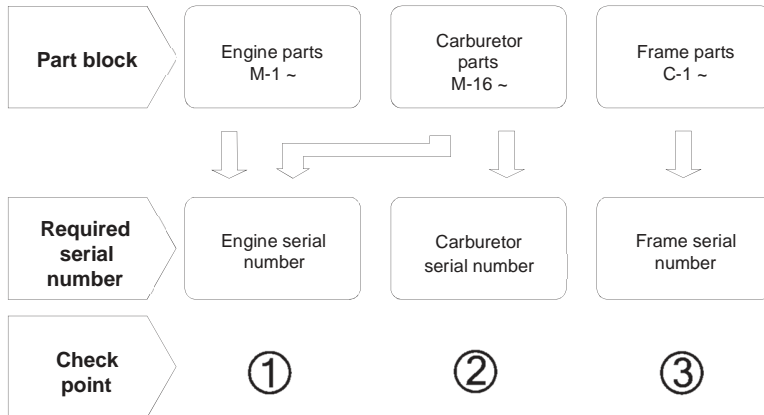 Part block
Engine parts
M-1 ~
Carburetor
parts
M-16 ~
Frame parts
C-1 ~
Required
serial
number
Engine serial
number
Carburetor
serial number
Frame serial
number
Check
point
①
②
③